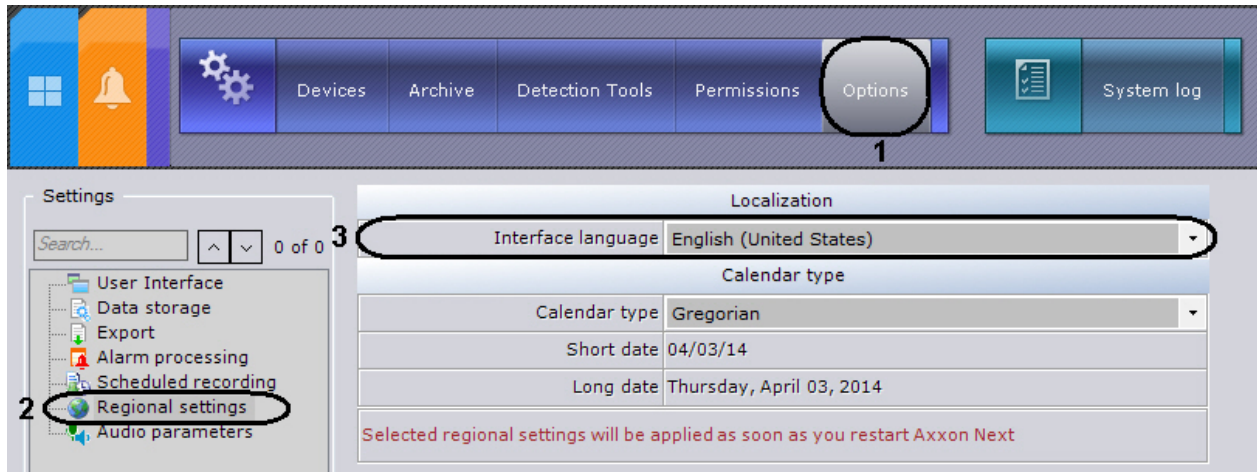 Devices Archive Detection Tools Permissions Options System log
1
Settings
Search... 0 of 0
User Interface
Data storage
Export
Alarm processing
Scheduled recording
2 Regional settings
Audio parameters
Localization
3 Interface language English (United States)
Calendar type
Calendar type Gregorian
Short date 04/03/14
Long date Thursday, April 03, 2014
Selected regional settings will be applied as soon as you restart Axxon Next